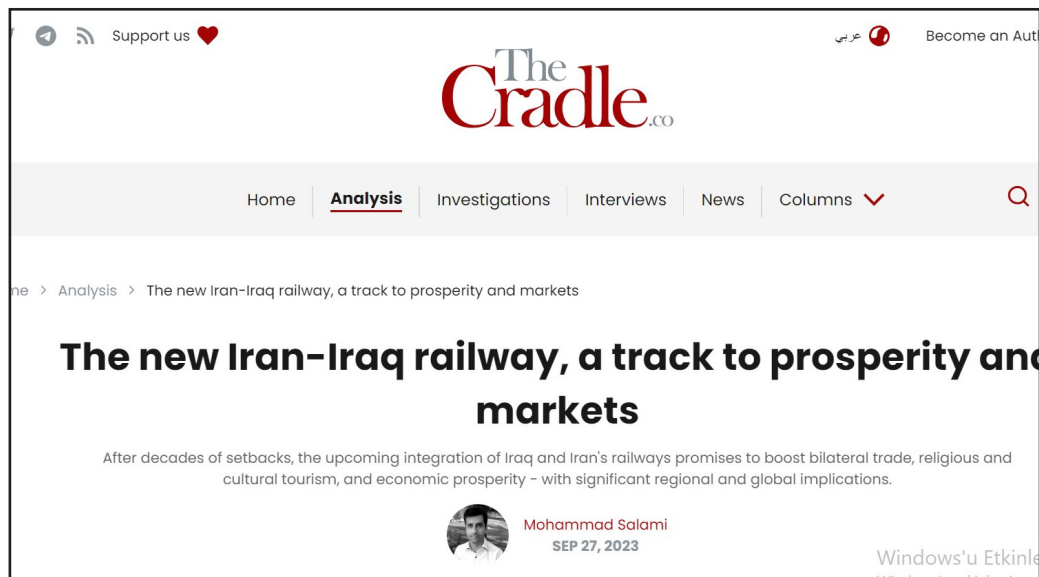 Support us
عربي
Become an Aut
The
Cradle.co
Home Analysis Investigations Interviews News Columns
me > Analysis > The new Iran-Iraq railway, a track to prosperity and markets
The new Iran-Iraq railway, a track to prosperity and
markets
After decades of setbacks, the upcoming integration of Iraq and Iran's railways promises to boost bilateral trade, religious and
cultural tourism, and economic prosperity - with significant regional and global implications.
Mohammad Salami
SEP 27, 2023
Windows'u Etkinle